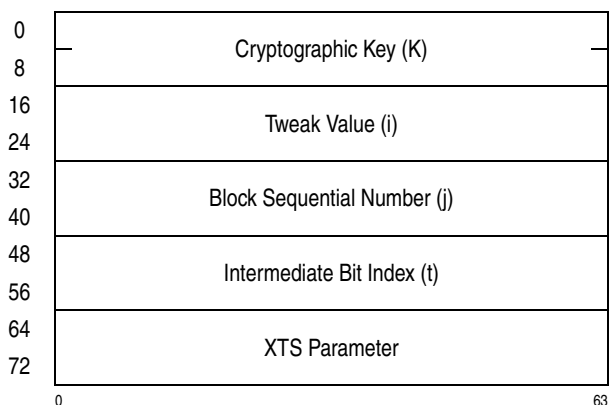 0
Cryptographic Key (K)
8
16
Tweak Value (i)
24
32
Block Sequential Number (j)
40
48
Intermediate Bit Index (t)
56
64
XTS Parameter
72
0 63